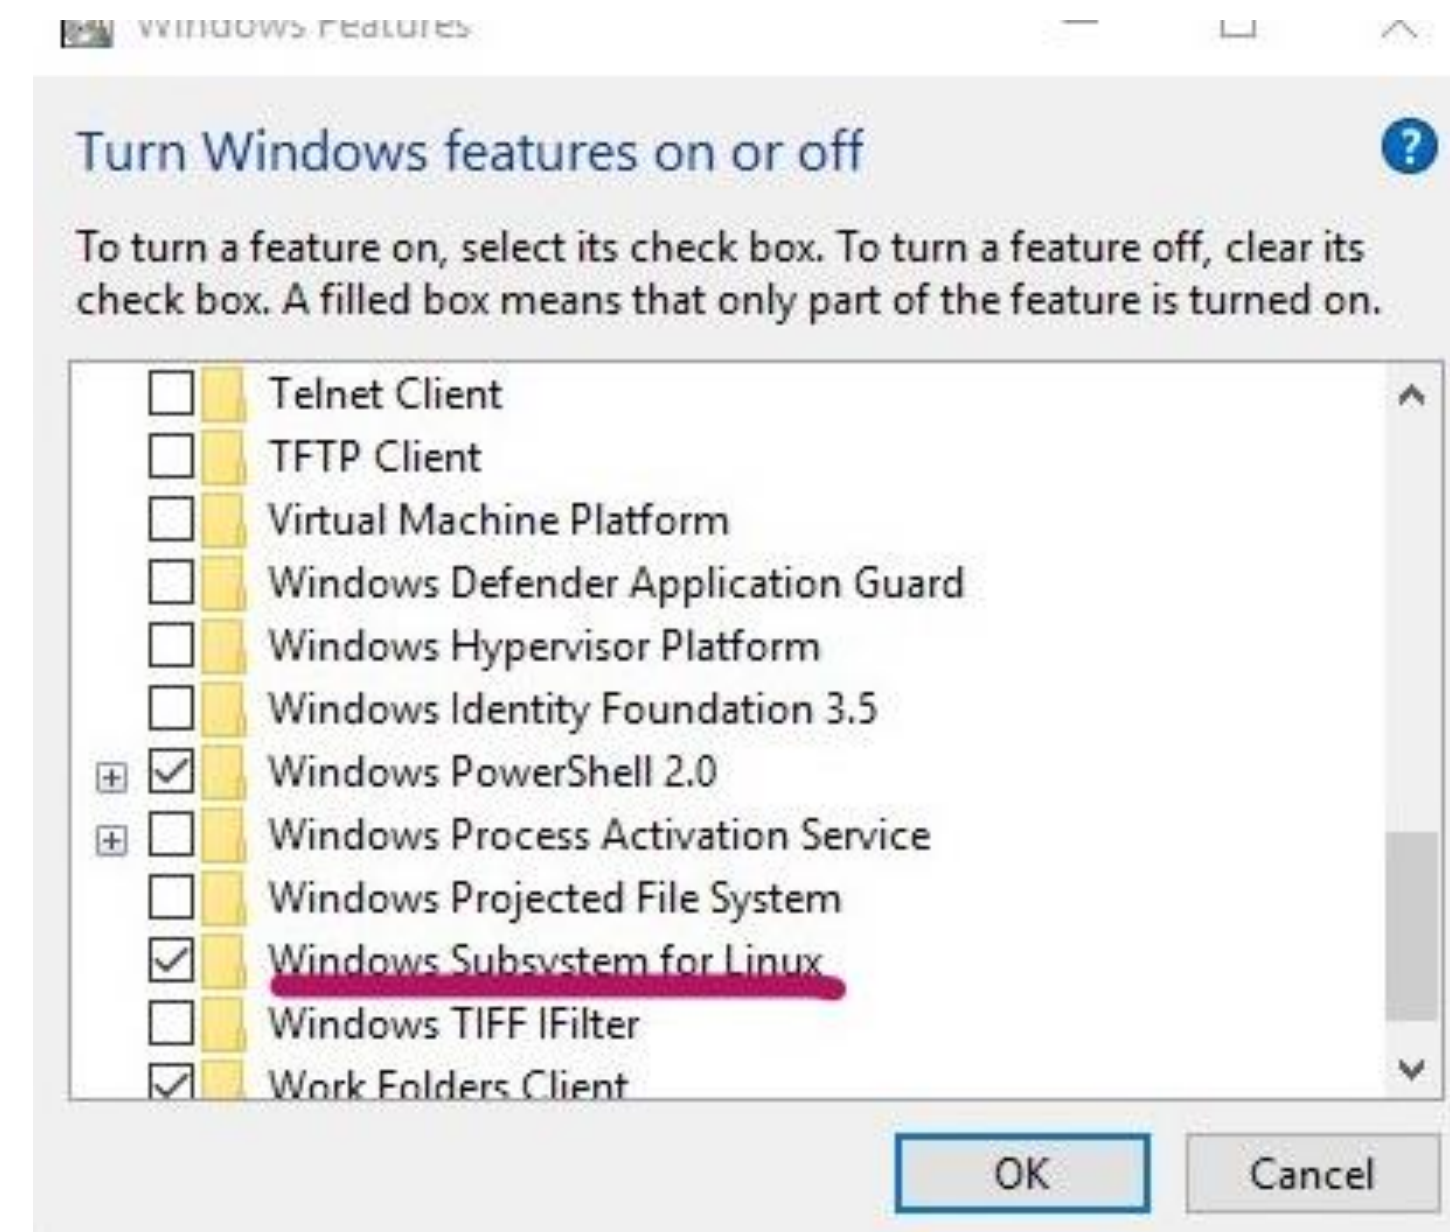 Windows Features
Turn Windows features on or off
?
To turn a feature on, select its check box. To turn a feature off, clear its
check box. A filled box means that only part of the feature is turned on.
Telnet Client
TFTP Client
Virtual Machine Platform
Windows Defender Application Guard
Windows Hypervisor Platform
Windows Identity Foundation 3.5
Windows PowerShell 2.0
Windows Process Activation Service
Windows Projected File System
Windows Subsystem for Linux
Windows TIFF IFilter
Work Folders Client
OK
Cancel